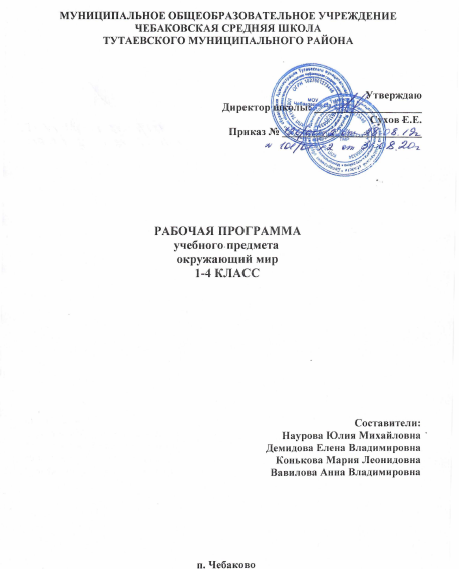 МУНИЦИПАЛЬНОЕ ОБЩЕОБРАЗОВАТЕЛЬНОЕ УЧРЕЖДЕНИЕ
ЧЕБАКОВСКАЯ СРЕДНЯЯ ШКОЛА
ТУТАЕВСКОГО МУНИЦИПАЛЬНОГО РАЙОНА
Утверждаю
Директор школы:
Сухов Е.Е.
Приказ №
РАБОЧАЯ ПРОГРАММА
учебного предмета
окружающий мир
1-4 КЛАСС
Составители:
Наурова Юлия Михайловна
Демидова Елена Владимировна
Конькова Мария Леонидовна
Вавилова Анна Владимировна
п. Чебаково